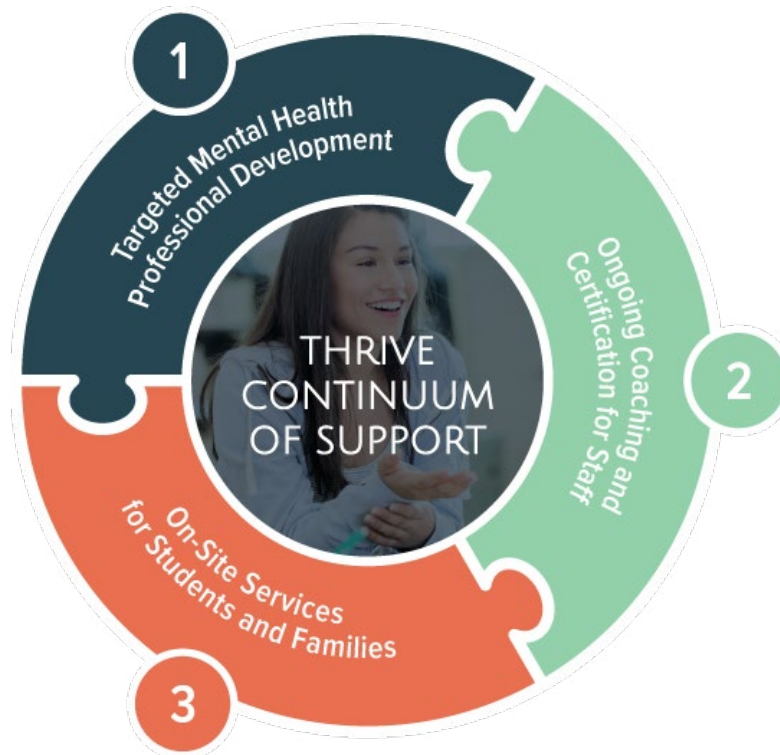 1
Targeted Mental Health
Professional Development
THRIVE
CONTINUUM
OF SUPPORT
Ongoing Coaching and
Certification for Staff
2
On-Site Services
for Students and Families
3